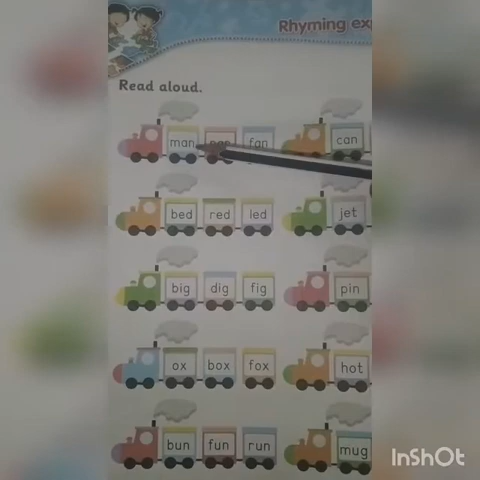 Rhyming
Read aloud.
man fan can
bed red led jet
big dig fig pin
ox box fox hot
bun fun run mug
InShOt